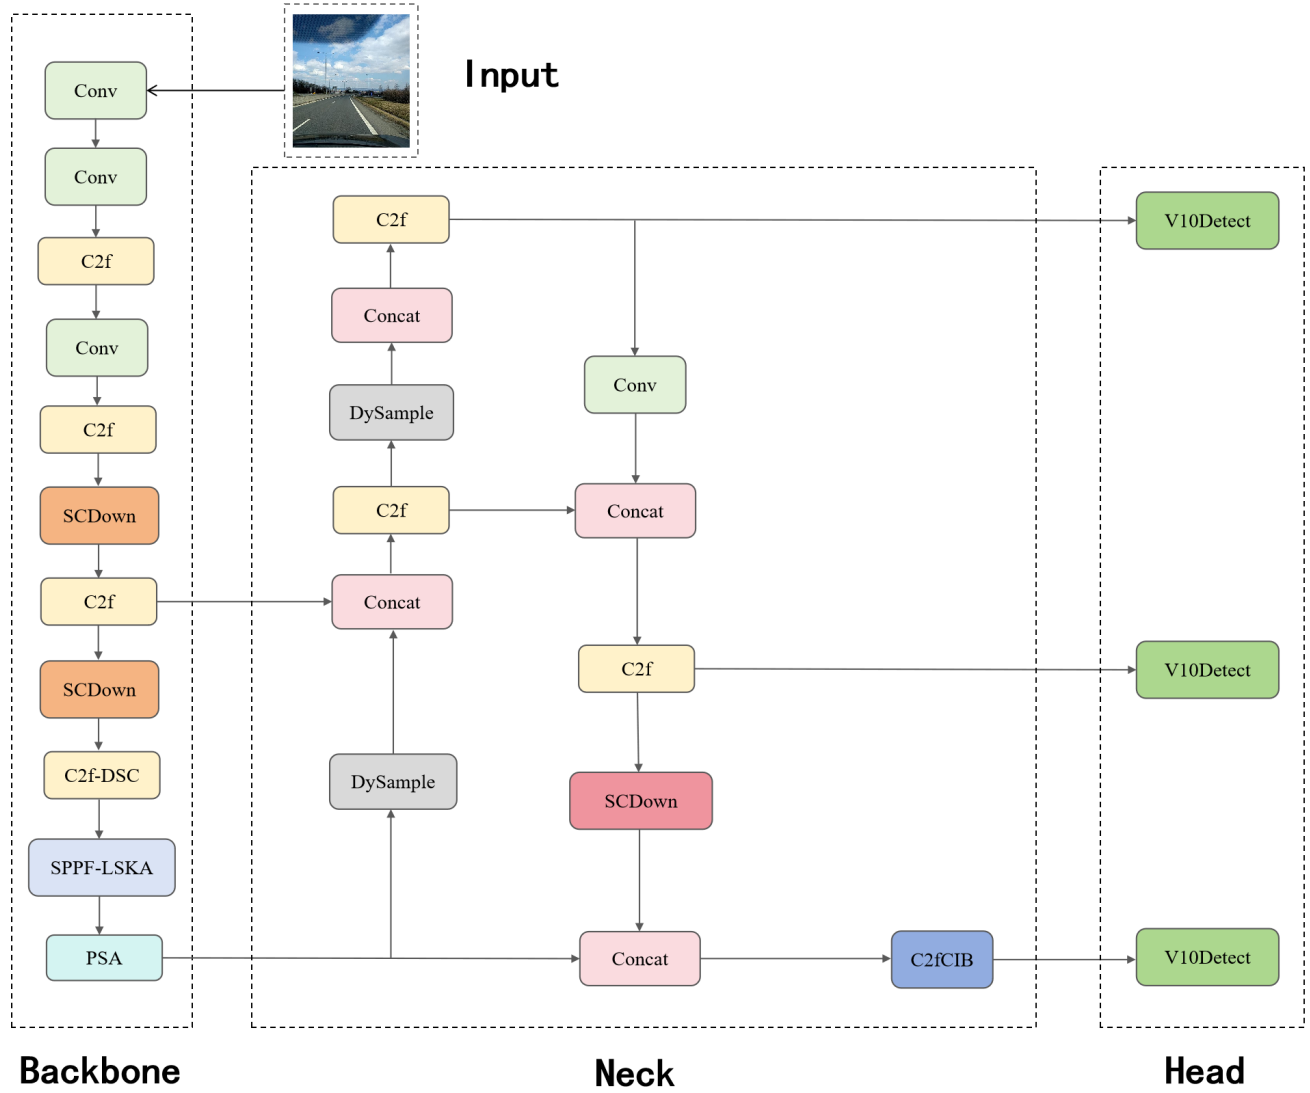 Input
Conv
Conv
C2f
Conv
C2f
SCDown
C2f
SCDown
C2f-DSC
SPPF-LSKA
PSA
Backbone
C2f
Concat
DySample
C2f
Concat
DySample
Conv
Concat
C2f
SCDown
Concat
C2fCIB
Neck
V10Detect
V10Detect
V10Detect
Head